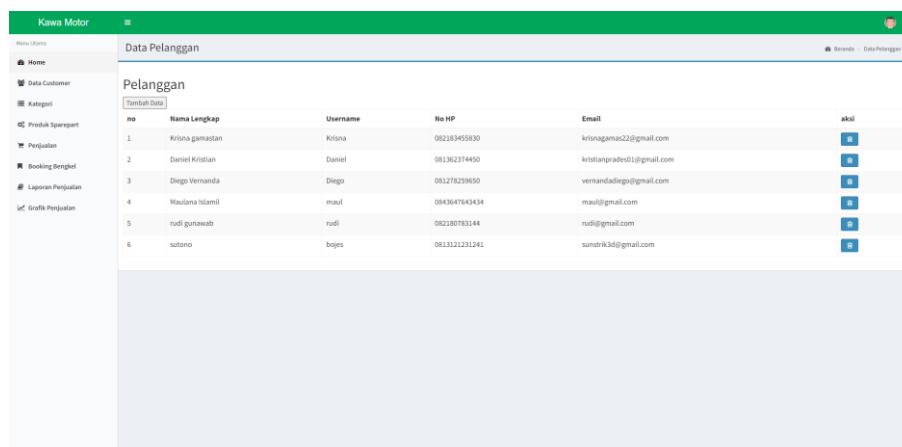 Kawa Motor
Menu Utama
Home
Data Customer
Kategori
Produk Sparepart
Penjualan
Booking Bengkel
Laporan Penjualan
Grafik Penjualan
Data Pelanggan
Beranda - Data Pelanggan
Pelanggan
Tambah Data
no Nama Lengkap Username No HP Email aksi
1 Krisna gamastan Krisna 082183455830 krisnagamas22@gmail.com
2 Daniel Kristian Daniel 081362374450 kristianprades01@gmail.com
3 Diego Vernanda Diego 081278259650 vernandadiego@gmail.com
4 Maulana Islamil maul 0843647643434 maul@gmail.com
5 rudi gunawab rudi 082180783144 rudi@gmail.com
6 sutono bojes 0813121231241 sunstrik3d@gmail.com